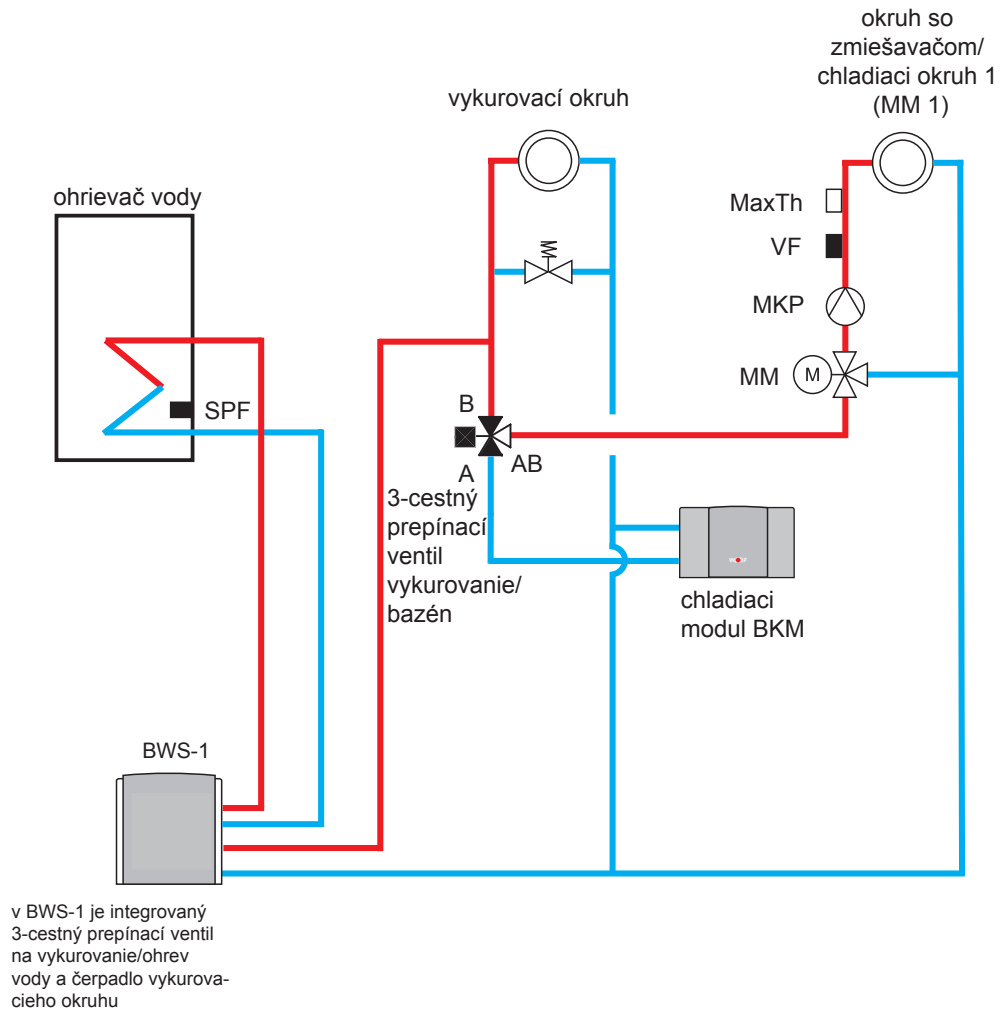 okruh so
zmiešavačom/
chladiaci okruh 1
(MM 1)
vykurovací okruh
ohrievač vody
MaxTh
VF
MKP
MM
M
SPF
B
A
AB
3-cestný
prepínací
ventil
vykurovanie/
bazén
chladiaci
modul BKM
BWS-1
v BWS-1 je integrovaný
3-cestný prepínací ventil
na vykurovanie/ohrev
vody a čerpadlo vykurova-
cieho okruhu